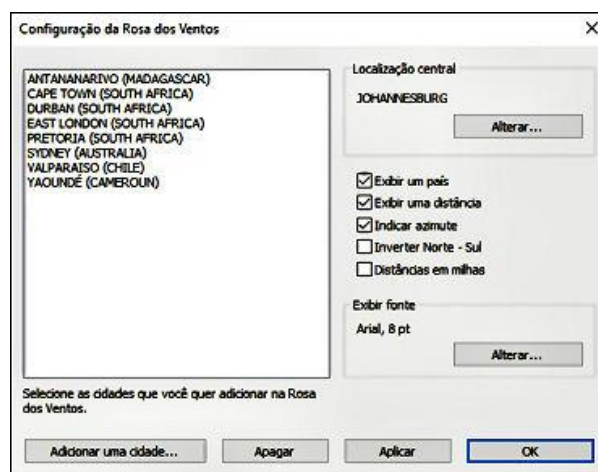 Configuração da Rosa dos Ventos
ANTANANARIVO (MADAGASCAR)
CAPE TOWN (SOUTH AFRICA)
DURBAN (SOUTH AFRICA)
EAST LONDON (SOUTH AFRICA)
PRETORIA (SOUTH AFRICA)
SYDNEY (AUSTRALIA)
VALPARAISO (CHILE)
YAOUNDÉ (CAMEROUN)
Selecione as cidades que você quer adicionar na Rosa
dos Ventos.
Localização central
JOHANNESBURG
Alterar...
Exibir um país
Exibir uma distância
Indicar azimute
Inverter Norte - Sul
Distâncias em milhas
Exibir fonte
Arial, 8 pt
Alterar...
Adicionar uma cidade...
Apagar
Aplicar
OK